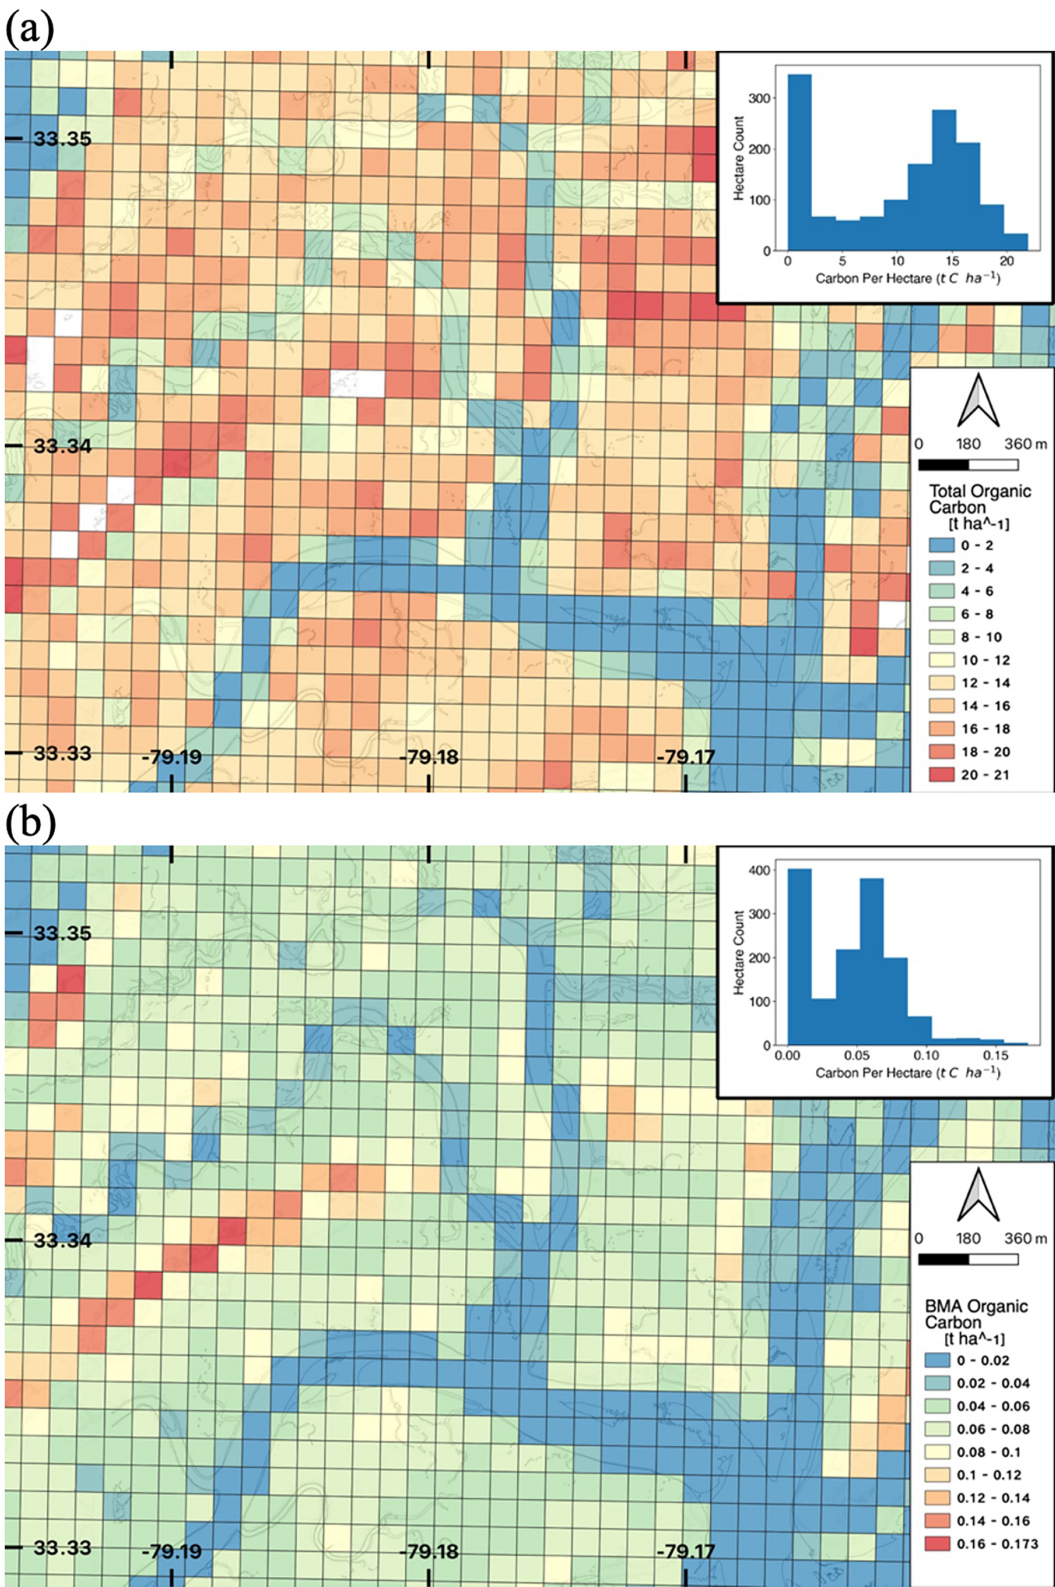 (a)
33.35
33.34
33.33
-79.19 -79.18 -79.17
Hectare Count
300
200
100
0
0 5 10 15 20
Carbon Per Hectare (t C ha⁻¹)
0 180 360 m
Total Organic
Carbon
[t ha^-1]
0 - 2
2 - 4
4 - 6
6 - 8
8 - 10
10 - 12
12 - 14
14 - 16
16 - 18
18 - 20
20 - 21
(b)
33.35
33.34
33.33
-79.19 -79.18 -79.17
Hectare Count
400
300
200
100
0
0.00 0.05 0.10 0.15
Carbon Per Hectare (t C ha⁻¹)
0 180 360 m
BMA Organic
Carbon
[t ha^-1]
0 - 0.02
0.02 - 0.04
0.04 - 0.06
0.06 - 0.08
0.08 - 0.1
0.1 - 0.12
0.12 - 0.14
0.14 - 0.16
0.16 - 0.173